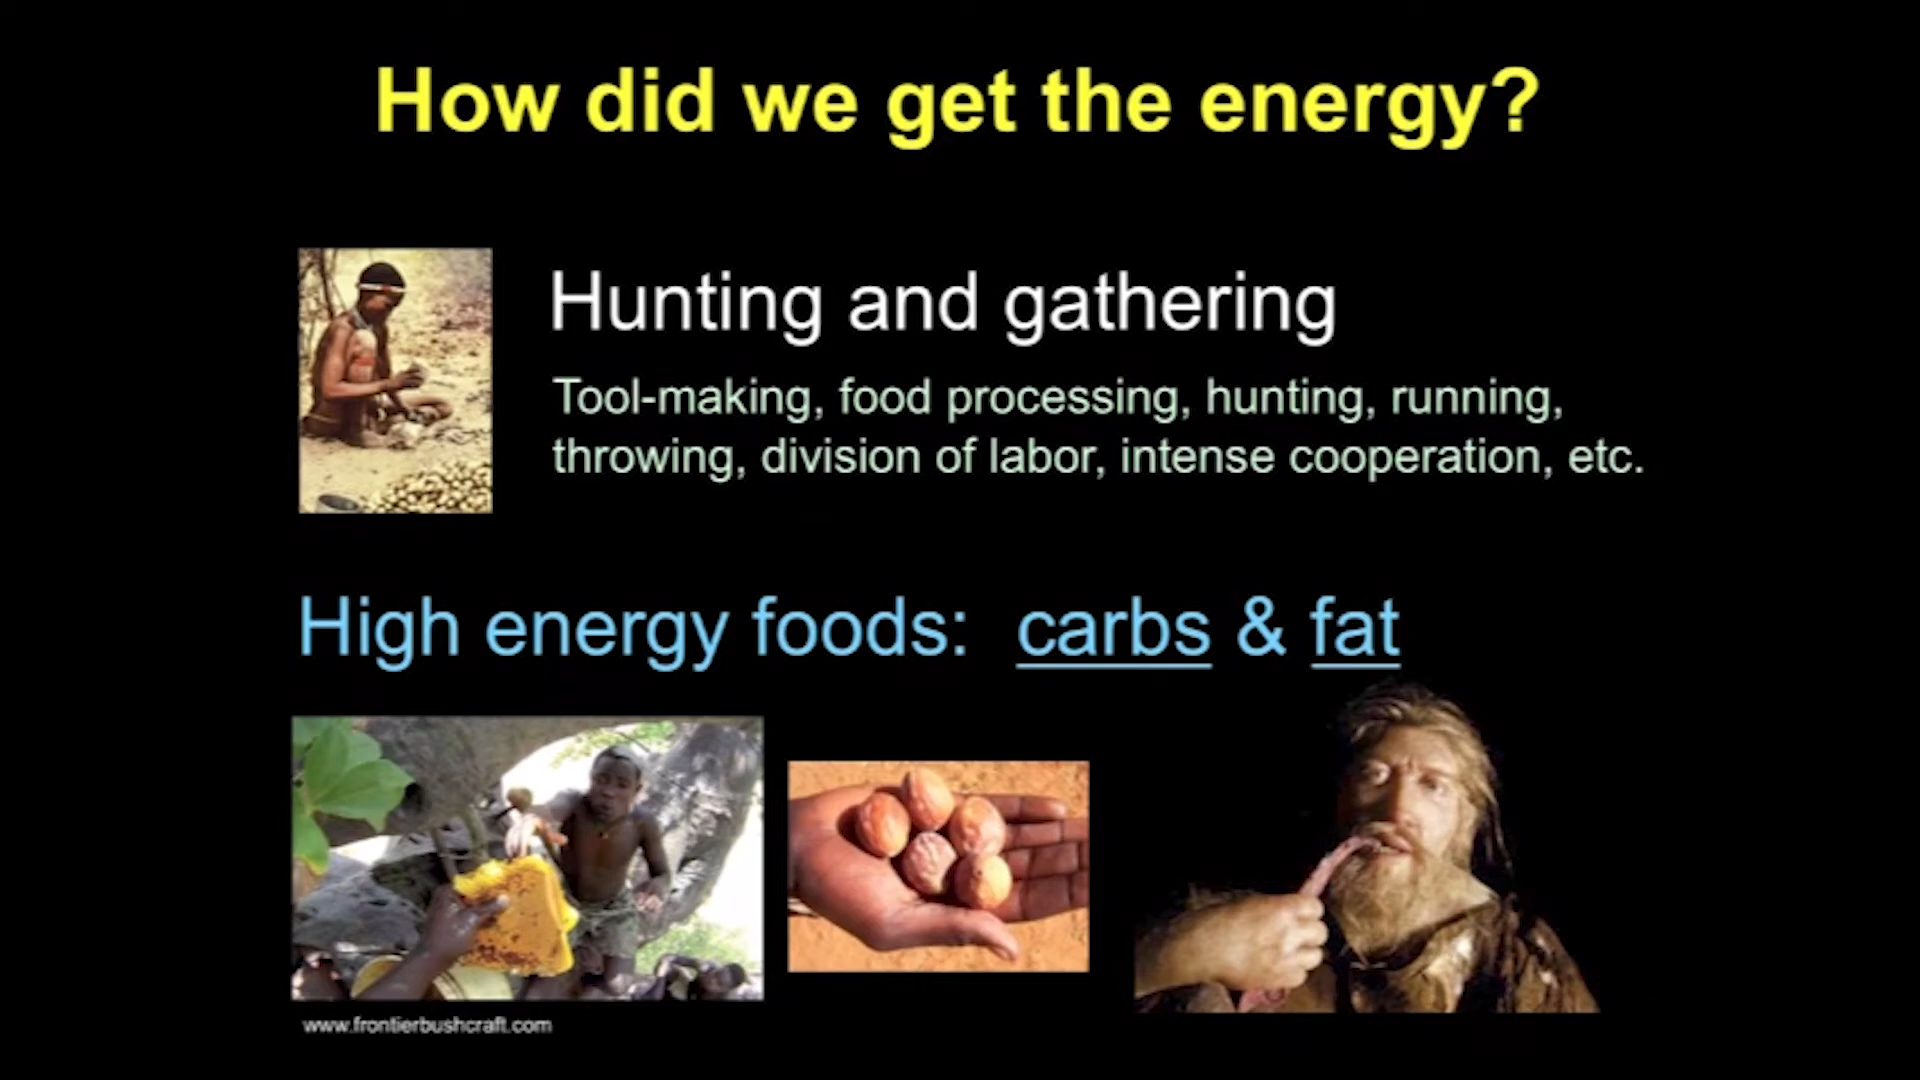 How did we get the energy?
Hunting and gathering
Tool-making, food processing, hunting, running,
throwing, division of labor, intense cooperation, etc.
High energy foods: carbs & fat
www.frontierbushcraft.com